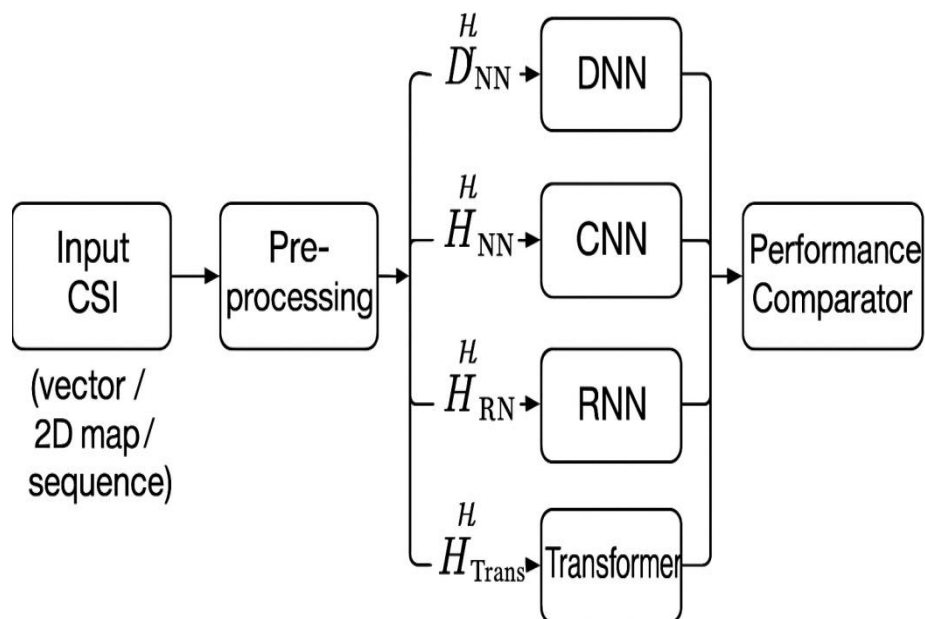 Input
CSI
(vector /
2D map /
sequence)
Pre-
processing
H
D_NN
DNN
H
H_NN
CNN
H
H_RN
RNN
H
H_Trans
Transformer
Performance
Comparator